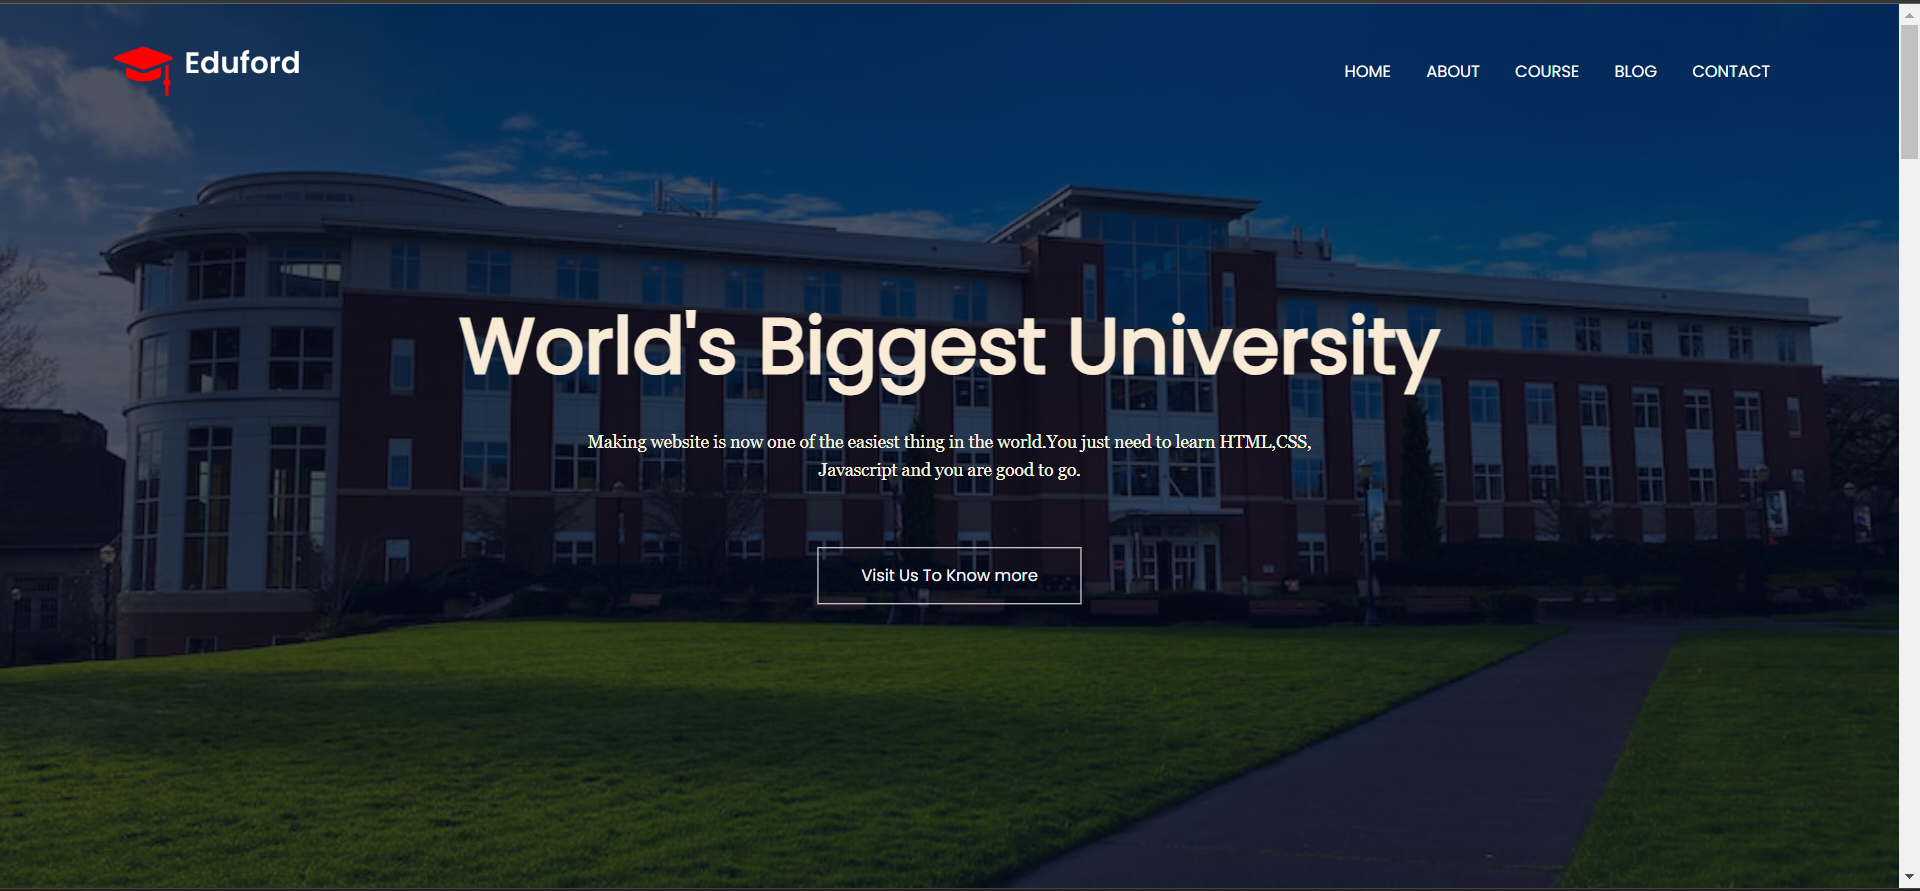 Eduford
HOME ABOUT COURSE BLOG CONTACT
World's Biggest University
Making website is now one of the easiest thing in the world.You just need to learn HTML,CSS,
Javascript and you are good to go.
Visit Us To Know more